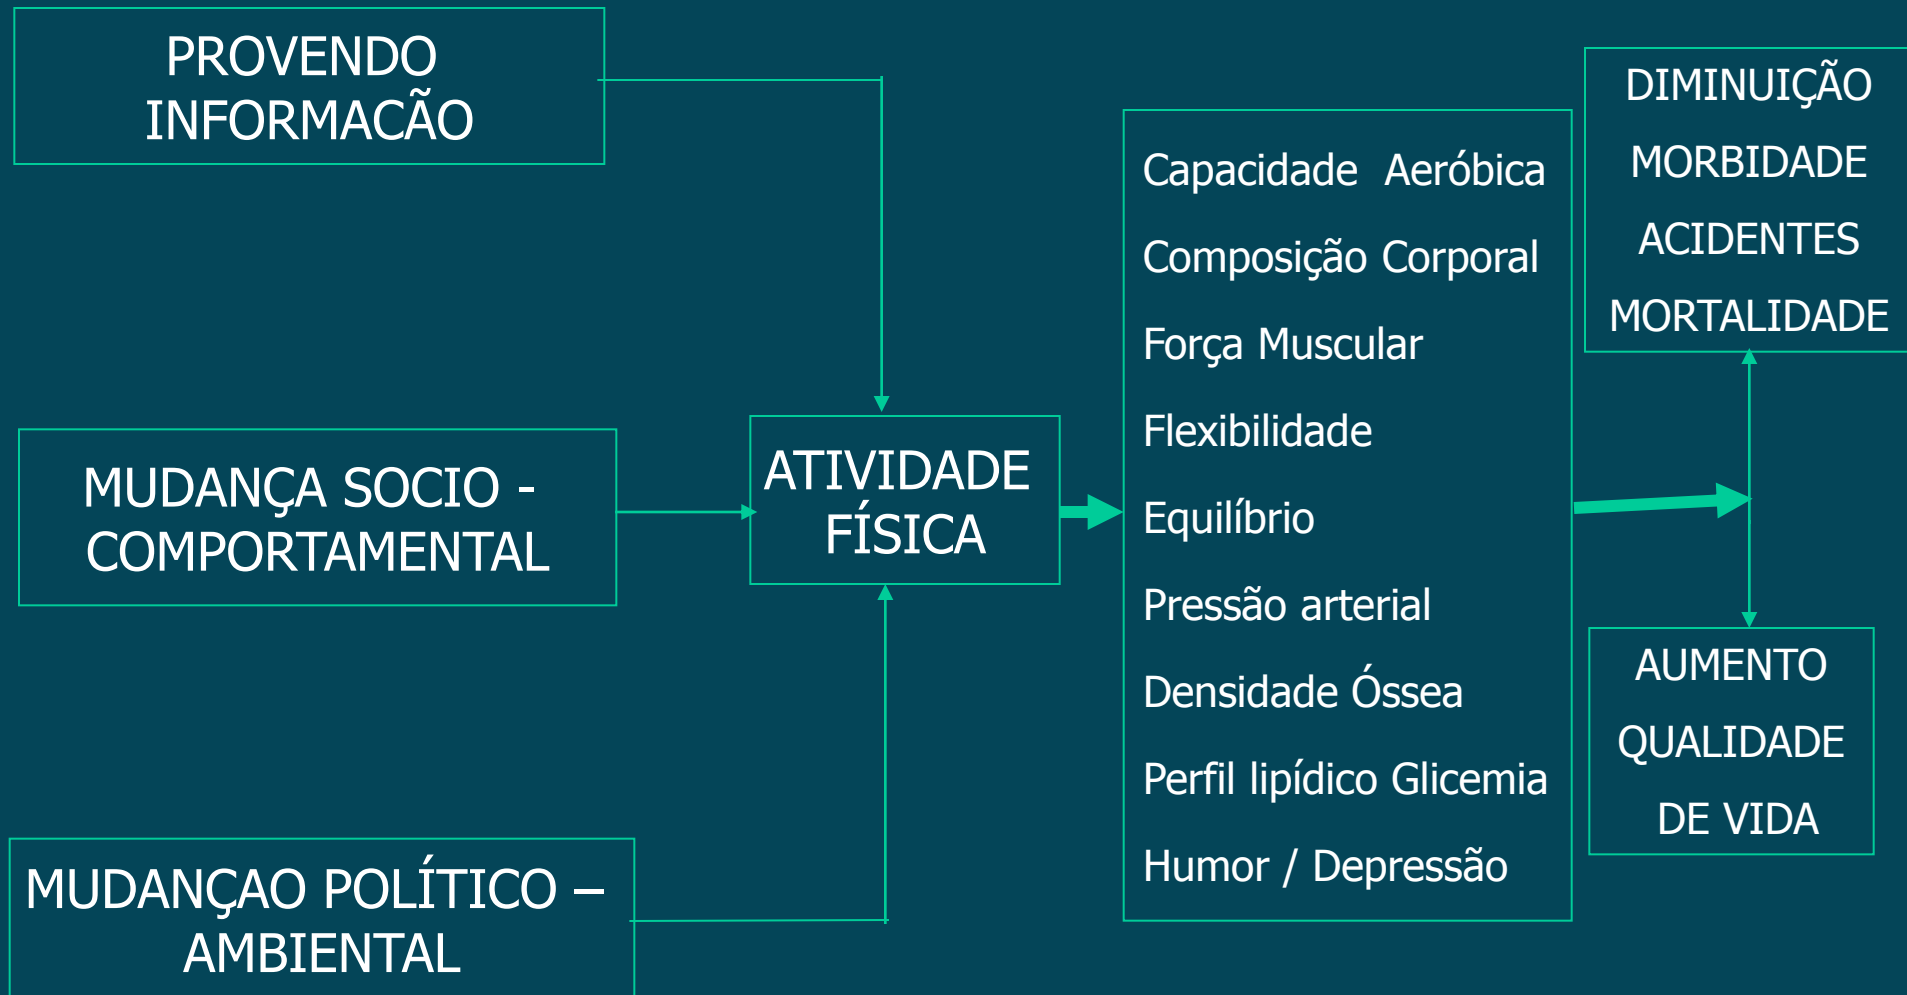 PROVENDO
INFORMACÃO
MUDANÇA SOCIO -
COMPORTAMENTAL
MUDANÇAO POLÍTICO –
AMBIENTAL
ATIVIDADE
FÍSICA
Capacidade Aeróbica
Composição Corporal
Força Muscular
Flexibilidade
Equilíbrio
Pressão arterial
Densidade Óssea
Perfil lipídico Glicemia
Humor / Depressão
DIMINUIÇÃO
MORBIDADE
ACIDENTES
MORTALIDADE
AUMENTO
QUALIDADE
DE VIDA